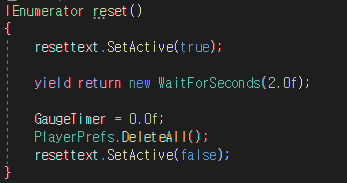 IEnumerator reset()
{
resettext.SetActive(true);
yield return new WaitForSeconds(2.0f);
GaugeTimer = 0.0f;
PlayerPrefs.DeleteAll();
resettext.SetActive(false);
}